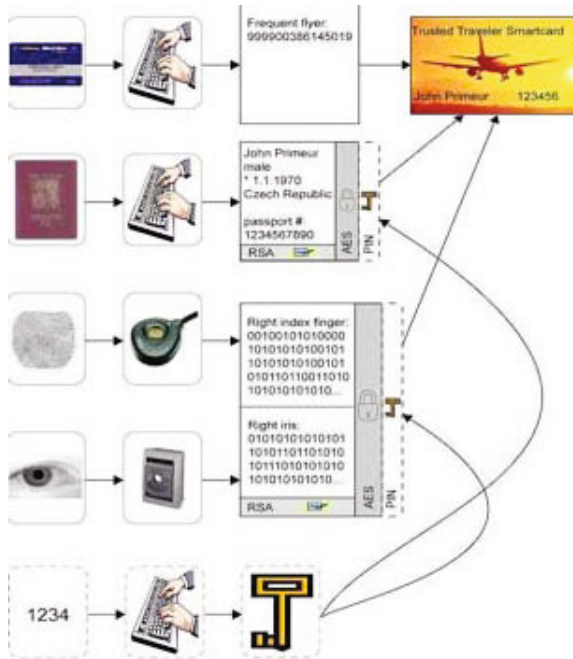 Frequent flyer:
999900386145019
Trusted Traveler Smartcard
John Primeur 123456
John Primeur
male
* 1.1.1970
Czech Republic
passport #:
1234567890
RSA
AES
PIN
Right index finger:
00100101010000
10101010100101
10101010100101
010110110011010
10101010101010...
Right iris:
01010101010101
10101101101010
10111010101010
101010101010...
RSA
AES
PIN
1234